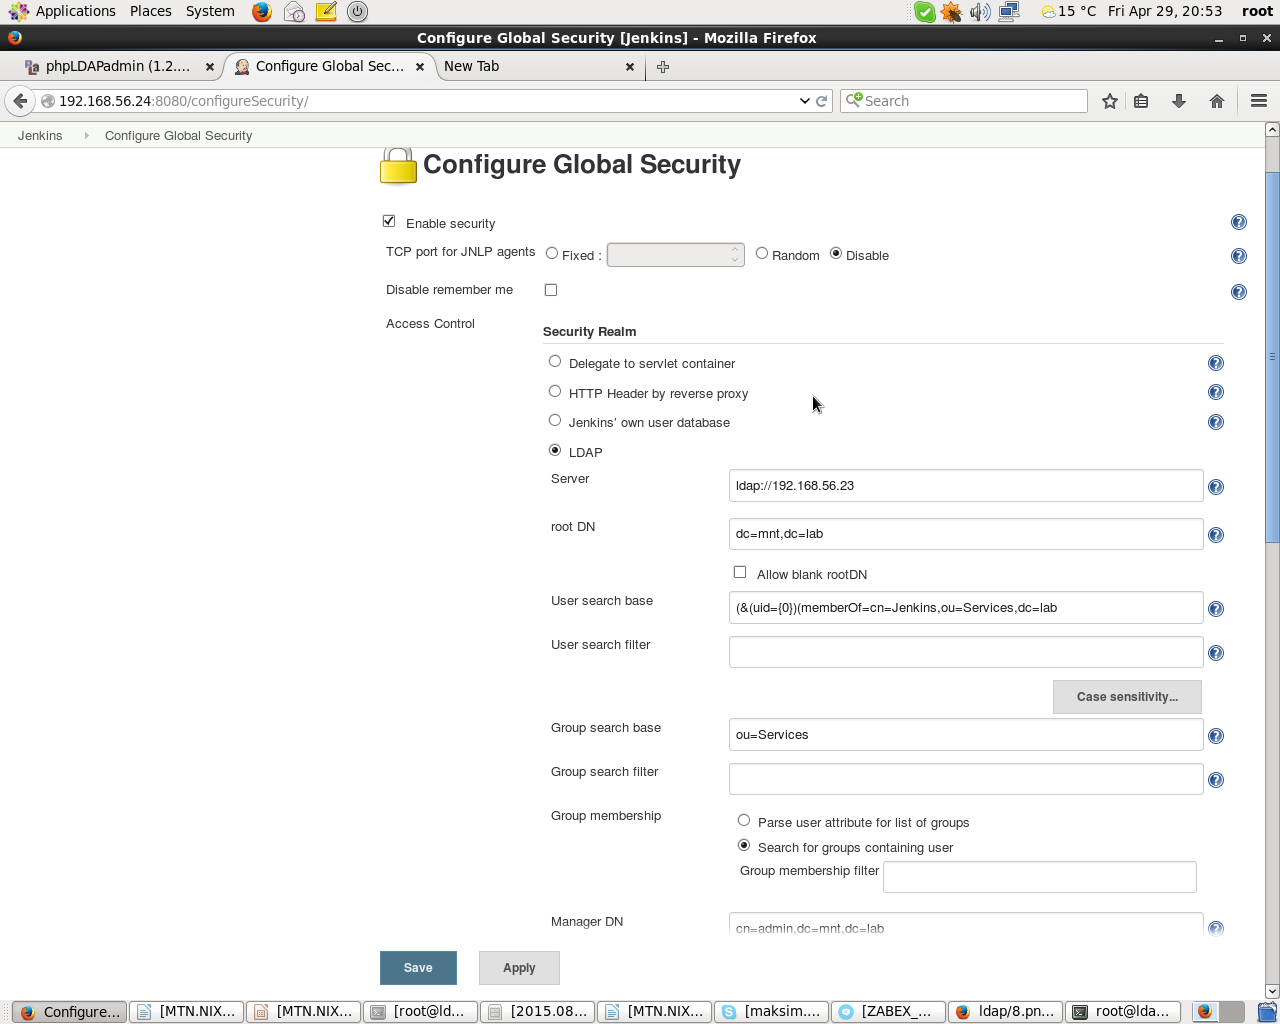 Applications Places System 15 °C Fri Apr 29, 20:53 root
Configure Global Security [Jenkins] - Mozilla Firefox
phpLDAPadmin (1.2.... Configure Global Sec... New Tab
192.168.56.24:8080/configureSecurity/ Search
Jenkins Configure Global Security
Configure Global Security
Enable security
TCP port for JNLP agents Fixed : Random Disable
Disable remember me
Access Control
Security Realm
Delegate to servlet container
HTTP Header by reverse proxy
Jenkins' own user database
LDAP
Server ldap://192.168.56.23
root DN dc=mnt,dc=lab
Allow blank rootDN
User search base (&(uid={0})(memberOf=cn=Jenkins,ou=Services,dc=lab
User search filter
Case sensitivity...
Group search base ou=Services
Group search filter
Group membership
Parse user attribute for list of groups
Search for groups containing user
Group membership filter
Manager DN cn=admin,dc=mnt,dc=lab
Save Apply
Configure... [MTN.NIX... [MTN.NIX... [root@ld... [2015.08... [MTN.NIX... [maksim.... [ZABEX_... ldap/8.pn... root@lda...